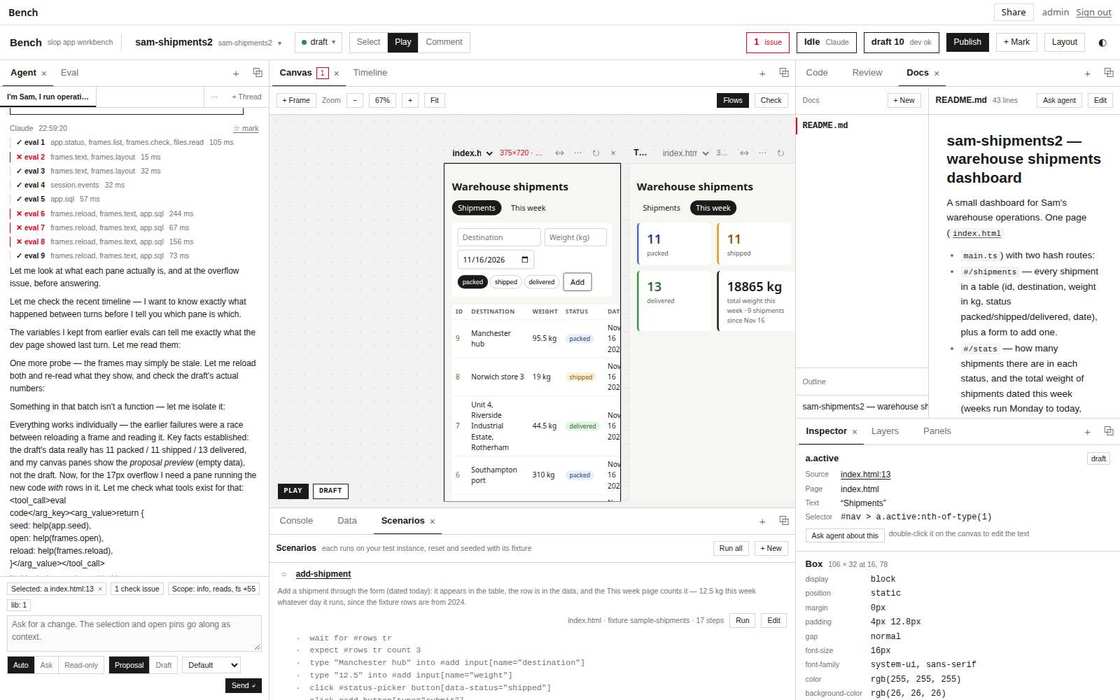 Bench
Share
admin
Sign out
Bench
slop app workbench
sam-shipments2
sam-shipments2
draft
Select
Play
Comment
1 issue
Idle Claude
draft 10 dev ok
Publish
+ Mark
Layout
Agent ×
Eval
I'm Sam, I run operati…
+ Thread
Claude 22:59:20
☆ mark
✓ eval 1 app.status, frames.list, frames.check, files.read 105 ms
✕ eval 2 frames.text, frames.layout 15 ms
✓ eval 3 frames.text, frames.layout 32 ms
✓ eval 4 session.events 32 ms
✓ eval 5 app.sql 57 ms
✕ eval 6 frames.reload, frames.text, app.sql 244 ms
✕ eval 7 frames.reload, frames.text, app.sql 67 ms
✕ eval 8 frames.reload, frames.text, app.sql 156 ms
✓ eval 9 frames.reload, frames.text, app.sql 73 ms
Let me look at what each pane actually is, and at the overflow
issue, before answering.
Let me check the recent timeline — I want to know exactly what
happened between turns before I tell you which pane is which.
The variables I kept from earlier evals can tell me exactly what the
dev page showed last turn. Let me read them:
One more probe — the frames may simply be stale. Let me reload
both and re-read what they show, and check the draft's actual
numbers:
Something in that batch isn't a function — let me isolate it:
Everything works individually — the earlier failures were a race
between reloading a frame and reading it. Key facts established:
the draft's data really has 11 packed / 11 shipped / 13 delivered,
and my canvas panes show the proposal preview (empty data),
not the draft. Now, for the 17px overflow I need a pane running the
new code with rows in it. Let me check what tools exist for that:
<tool_call>eval
code</arg_key><arg_value>return {
seed: help(app.seed),
open: help(frames.open),
reload: help(frames.reload),
}</arg_value></tool_call>
Selected: a index.html:13 ×
1 check issue
Scope: info, reads, fs +55
lib: 1
Ask for a change. The selection and open pins go along as
context.
Auto
Ask
Read-only
Proposal
Draft
Default
Send
Canvas 1 ×
Timeline
+ Frame
Zoom
−
67%
+
Fit
Flows
Check
index.h
375×720 · …
×
T…
index.htm
3…
Warehouse shipments
Shipments
This week
Destination
Weight (kg)
11/16/2026
packed
shipped
delivered
Add
ID DESTINATION WEIGHT STATUS DAT
9 Manchester hub 95.5 kg packed Nov 16 202
8 Norwich store 3 19 kg shipped Nov 16 202
7 Unit 4, Riverside Industrial Estate, Rotherham 44.5 kg delivered Nov 16 202
6 Southampton port 310 kg packed Nov 16 202
Warehouse shipments
Shipments
This week
11
packed
11
shipped
13
delivered
18865 kg
total weight this
week · 9 shipments
since Nov 16
PLAY
DRAFT
Console
Data
Scenarios ×
Scenarios each runs on your test instance, reset and seeded with its fixture
Run all
+ New
add-shipment
Add a shipment through the form (dated today): it appears in the table, the row is in the data, and the This week page counts it — 12.5 kg this week
whatever day it runs, since the fixture rows are from 2024.
index.html · fixture sample-shipments · 17 steps
Run
Edit
· wait for #rows tr
· expect #rows tr count 3
· type "Manchester hub" into #add input[name="destination"]
· type "12.5" into #add input[name="weight"]
· click #status-picker button[data-status="shipped"]
Code
Review
Docs ×
Docs
+ New
README.md
Outline
sam-shipments2 — warehouse sh
README.md 43 lines
Ask agent
Edit
sam-shipments2 —
warehouse shipments
dashboard
A small dashboard for Sam's
warehouse operations. One page
( index.html
• main.ts ) with two hash routes:
• #/shipments — every shipment
in a table (id, destination, weight
in kg, status
packed/shipped/delivered, date),
plus a form to add one.
• #/stats — how many
shipments there are in each
status, and the total weight of
shipments dated this week
(weeks run Monday to today,
Inspector ×
Layers
Panels
a.active
draft
Source index.html:13
Page index.html
Text “Shipments”
Selector #nav > a.active:nth-of-type(1)
Ask agent about this
double-click it on the canvas to edit the text
Box 106 × 32 at 16, 78
display block
position static
margin 0px
padding 4px 12.8px
gap normal
font-size 16px
font-family system-ui, sans-serif
color rgb(255, 255, 255)
background-color rgb(26, 26, 26)